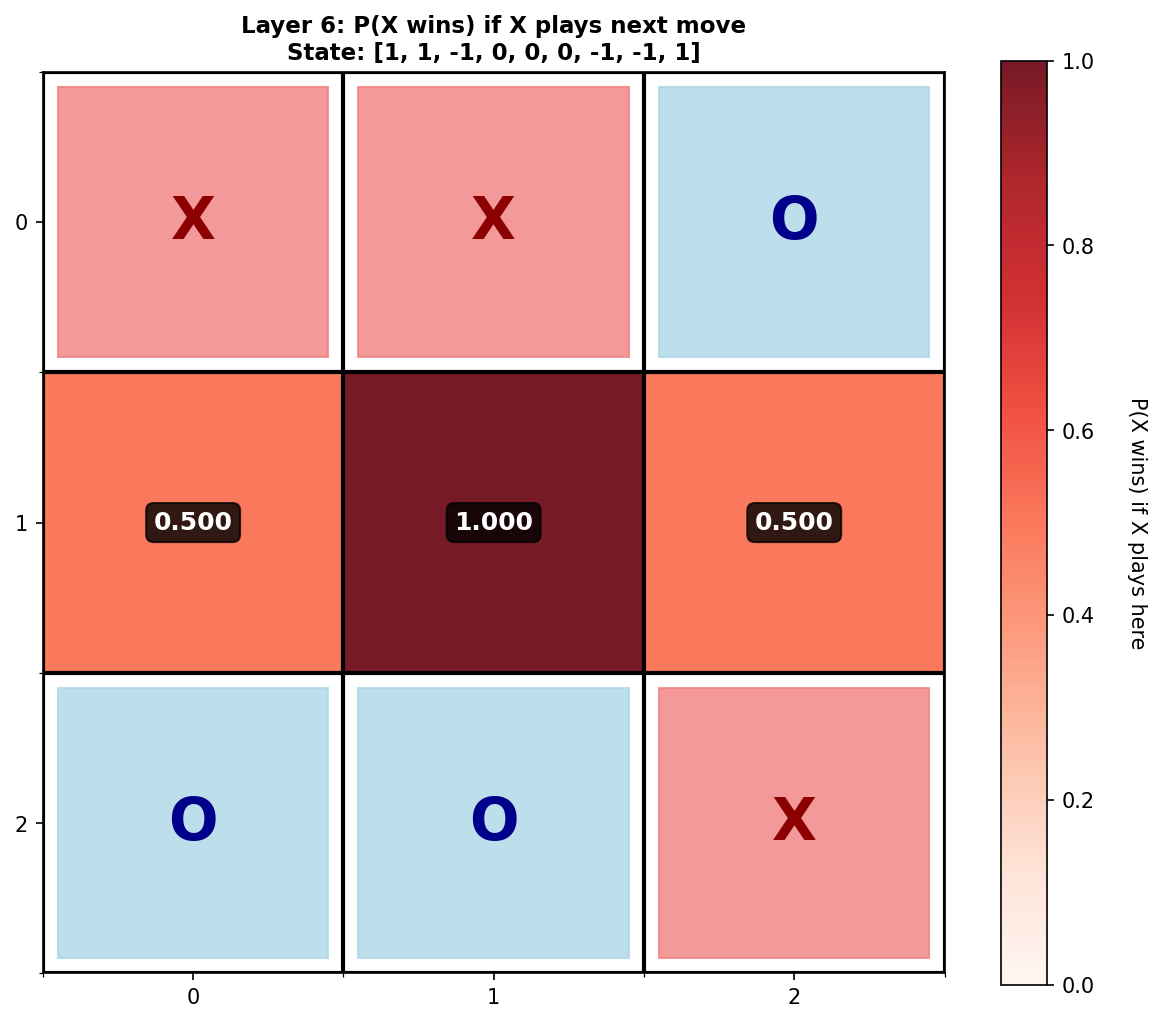 Layer 6: P(X wins) if X plays next move
State: [1, 1, -1, 0, 0, 0, -1, -1, 1]
0
X
X
O
1
0.500
1.000
0.500
2
O
O
X
0
1
2
1.0
0.8
0.6
0.4
0.2
0.0
P(X wins) if X plays here